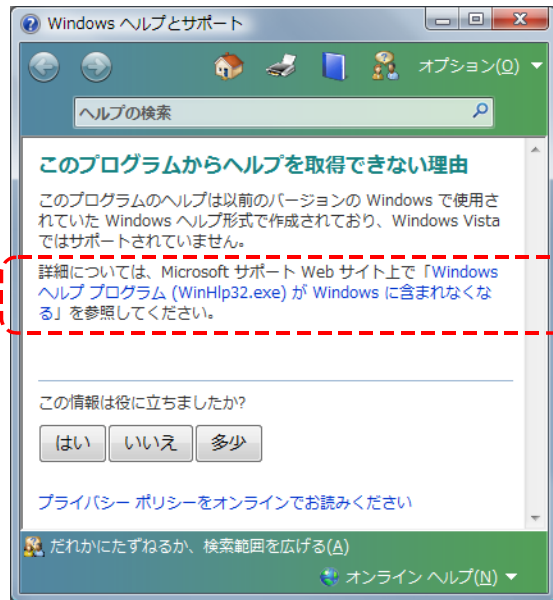 Windows ヘルプとサポート
オプション(O)
ヘルプの検索
このプログラムからヘルプを取得できない理由
このプログラムのヘルプは以前のバージョンの Windows で使用さ
れていた Windows ヘルプ形式で作成されており、Windows Vista
ではサポートされていません。
詳細については、Microsoft サポート Web サイト上で「Windows
ヘルプ プログラム (WinHlp32.exe) が Windows に含まれなくな
る」を参照してください。
この情報は役に立ちましたか?
はい いいえ 多少
プライバシー ポリシーをオンラインでお読みください
だれかにたずねるか、検索範囲を広げる(A)
オンライン ヘルプ(N)